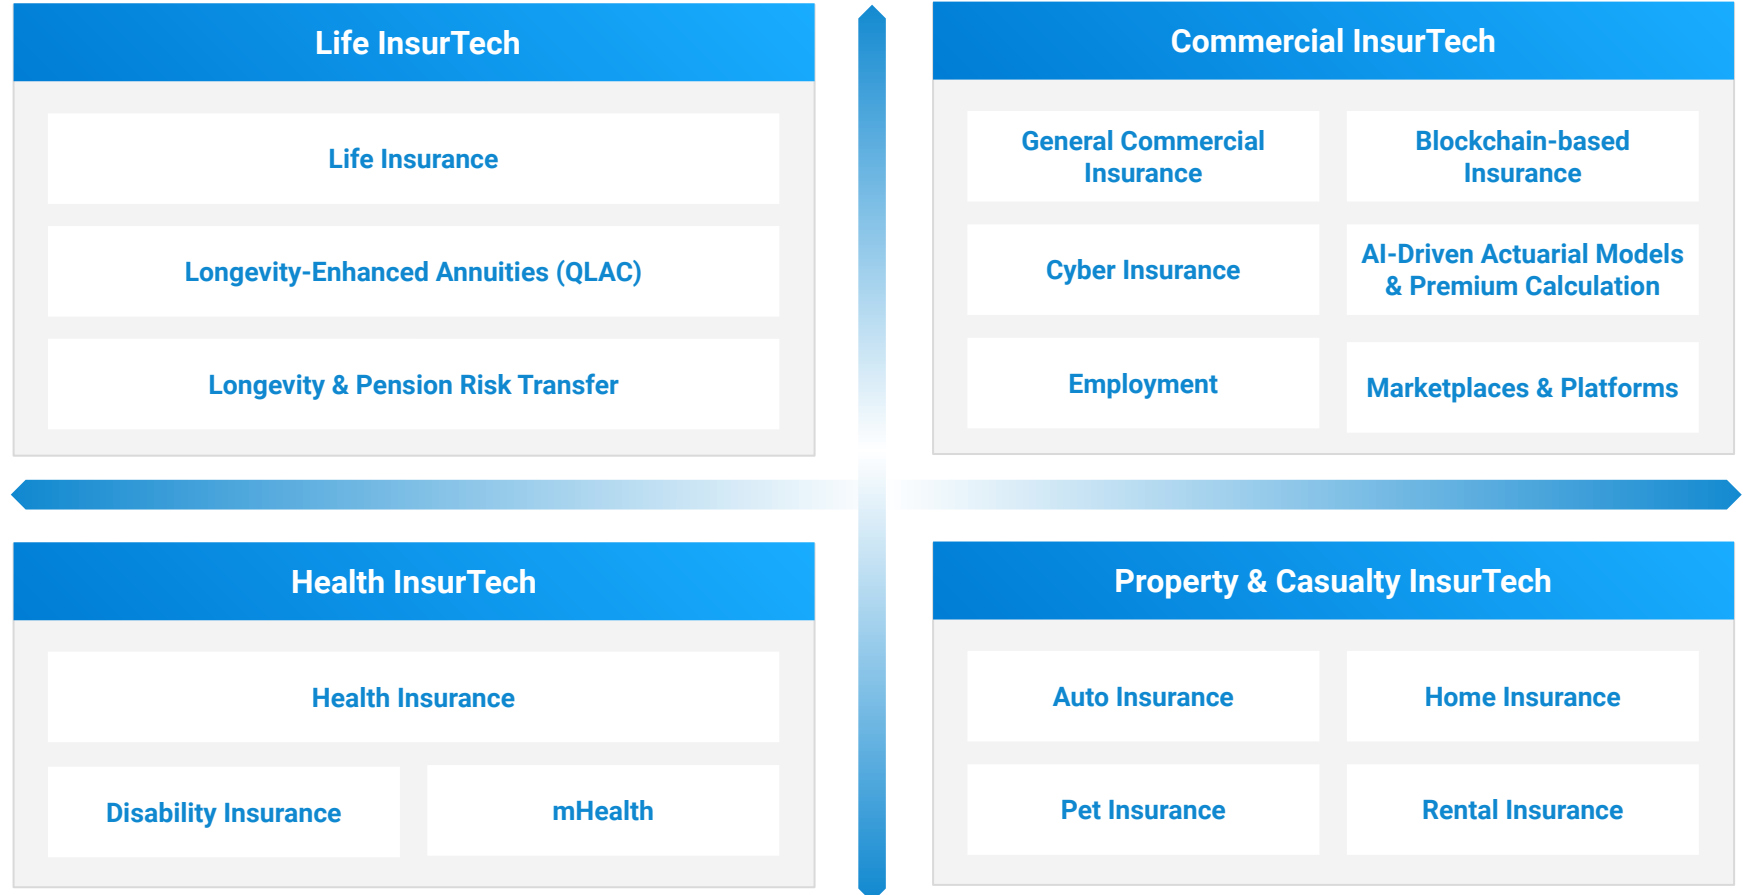 Life InsurTech
Life Insurance
Longevity-Enhanced Annuities (QLAC)
Longevity & Pension Risk Transfer
Commercial InsurTech
General Commercial
Insurance
Blockchain-based
Insurance
Cyber Insurance
AI-Driven Actuarial Models
& Premium Calculation
Employment
Marketplaces & Platforms
Health InsurTech
Health Insurance
Disability Insurance
mHealth
Property & Casualty InsurTech
Auto Insurance
Home Insurance
Pet Insurance
Rental Insurance